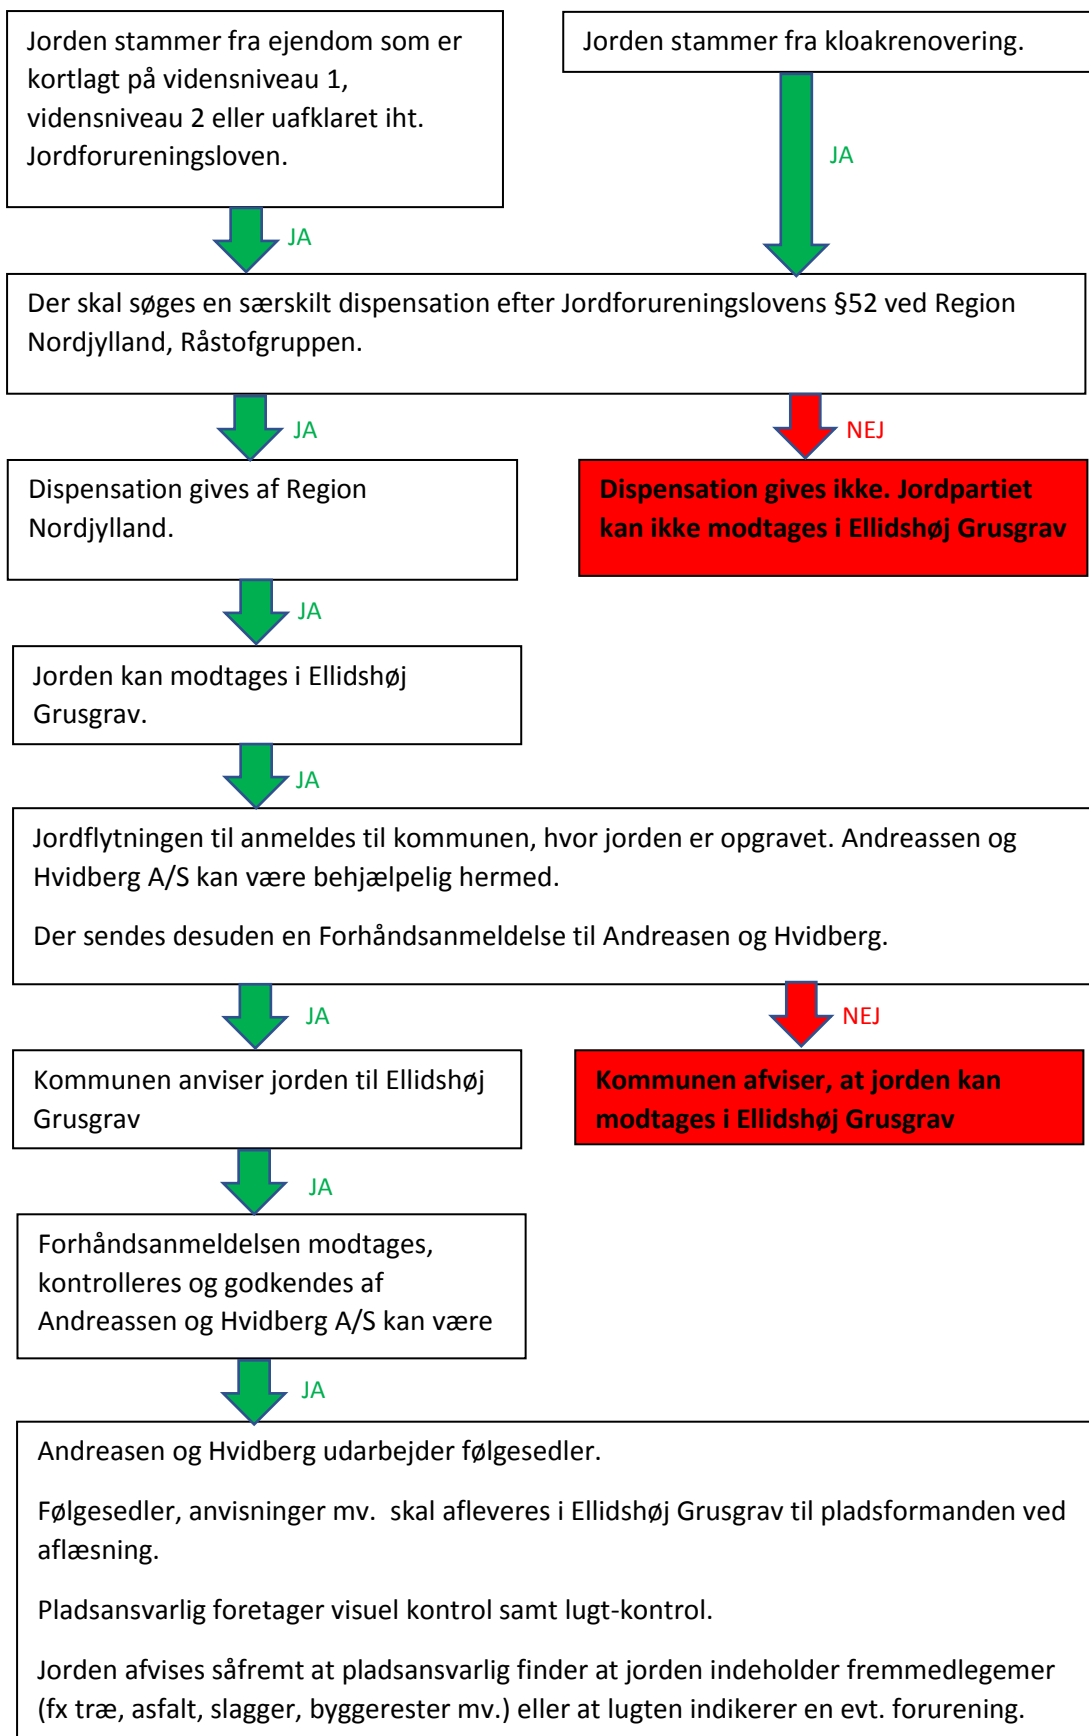 Jorden stammer fra ejendom som er
kortlagt på vidensniveau 1,
vidensniveau 2 eller uafklaret iht.
Jordforureningsloven.
Jorden stammer fra kloakrenovering.
JA
JA
Der skal søges en særskilt dispensation efter Jordforureningslovens §52 ved Region
Nordjylland, Råstofgruppen.
JA
NEJ
Dispensation gives af Region
Nordjylland.
Dispensation gives ikke. Jordpartiet
kan ikke modtages i Ellidshøj Grusgrav
JA
Jorden kan modtages i Ellidshøj
Grusgrav.
JA
Jordflytningen til anmeldes til kommunen, hvor jorden er opgravet. Andreassen og
Hvidberg A/S kan være behjælpelig hermed.
Der sendes desuden en Forhåndsanmeldelse til Andreasen og Hvidberg.
JA
NEJ
Kommunen anviser jorden til Ellidshøj
Grusgrav
Kommunen afviser, at jorden kan
modtages i Ellidshøj Grusgrav
JA
Forhåndsanmeldelsen modtages,
kontrolleres og godkendes af
Andreassen og Hvidberg A/S kan være
JA
Andreasen og Hvidberg udarbejder følgesedler.
Følgesedler, anvisninger mv.  skal afleveres i Ellidshøj Grusgrav til pladsformanden ved
aflæsning.
Pladsansvarlig foretager visuel kontrol samt lugt-kontrol.
Jorden afvises såfremt at pladsansvarlig finder at jorden indeholder fremmedlegemer
(fx træ, asfalt, slagger, byggerester mv.) eller at lugten indikerer en evt. forurening.